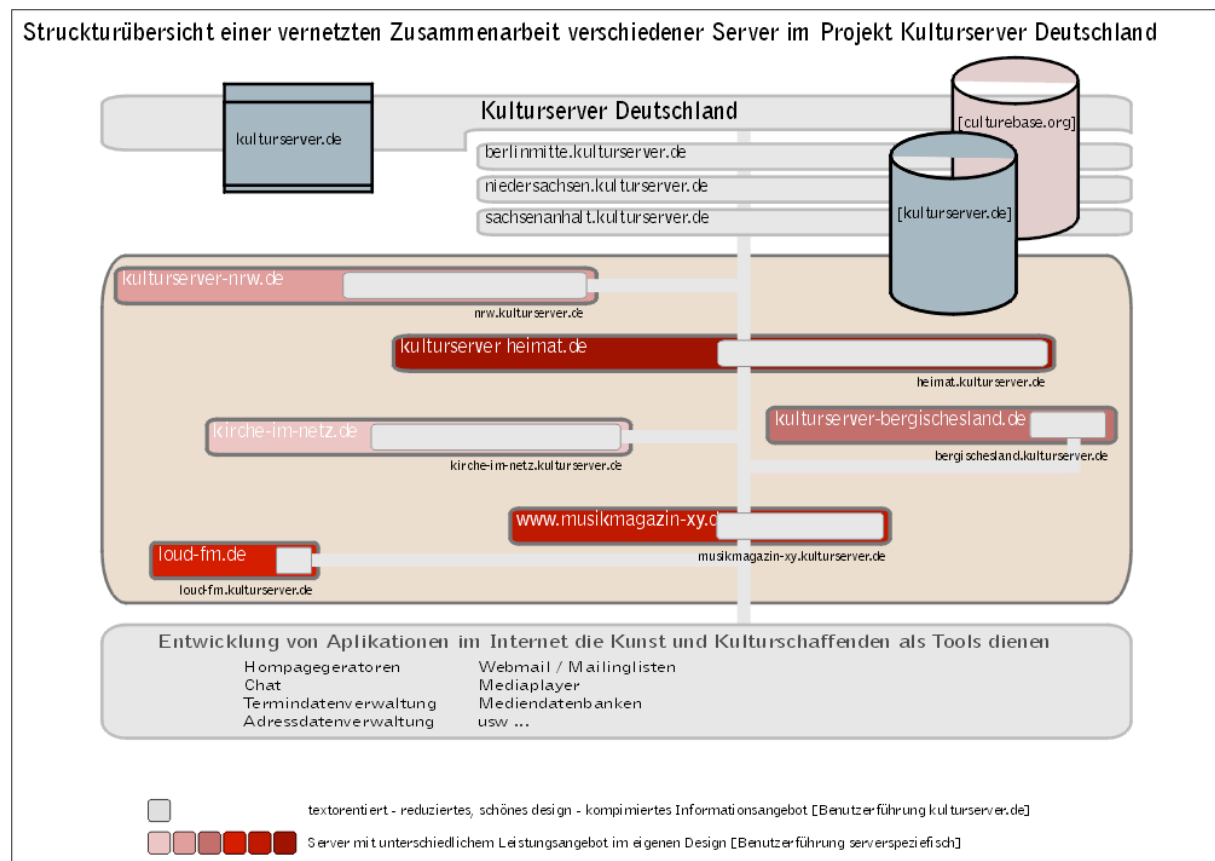 Struckturübersicht einer vernetzten Zusammenarbeit verschiedener Server im Projekt Kulturserver Deutschland
Kulturserver Deutschland
kulturserver.de
[culturebase.org]
berlinmitte.kulturserver.de
niedersachsen.kulturserver.de
sachsenanhalt.kulturserver.de
[kulturserver.de]
kulturserver-nrw.de
nrw.kulturserver.de
kulturserver heimat.de
heimat.kulturserver.de
kirche-im-netz.de
kirche-im-netz.kulturserver.de
kulturserver-bergischesland.de
bergischesland.kulturserver.de
www.musikmagazin-xy.d
musikmagazin-xy.kulturserver.de
loud-fm.de
loud-fm.kulturserver.de
Entwicklung von Aplikationen im Internet die Kunst und Kulturschaffenden als Tools dienen
Hompagegeratoren
Chat
Termindatenverwaltung
Adressdatenverwaltung
Webmail / Mailinglisten
Mediaplayer
Mediendatenbanken
usw ...
textorentiert - reduziertes, schönes design - kompimiertes Informationsangebot [Benutzerführung kulturserver.de]
Server mit unterschiedlichem Leistungsangebot im eigenen Design [Benutzerführung serverspeziefisch]